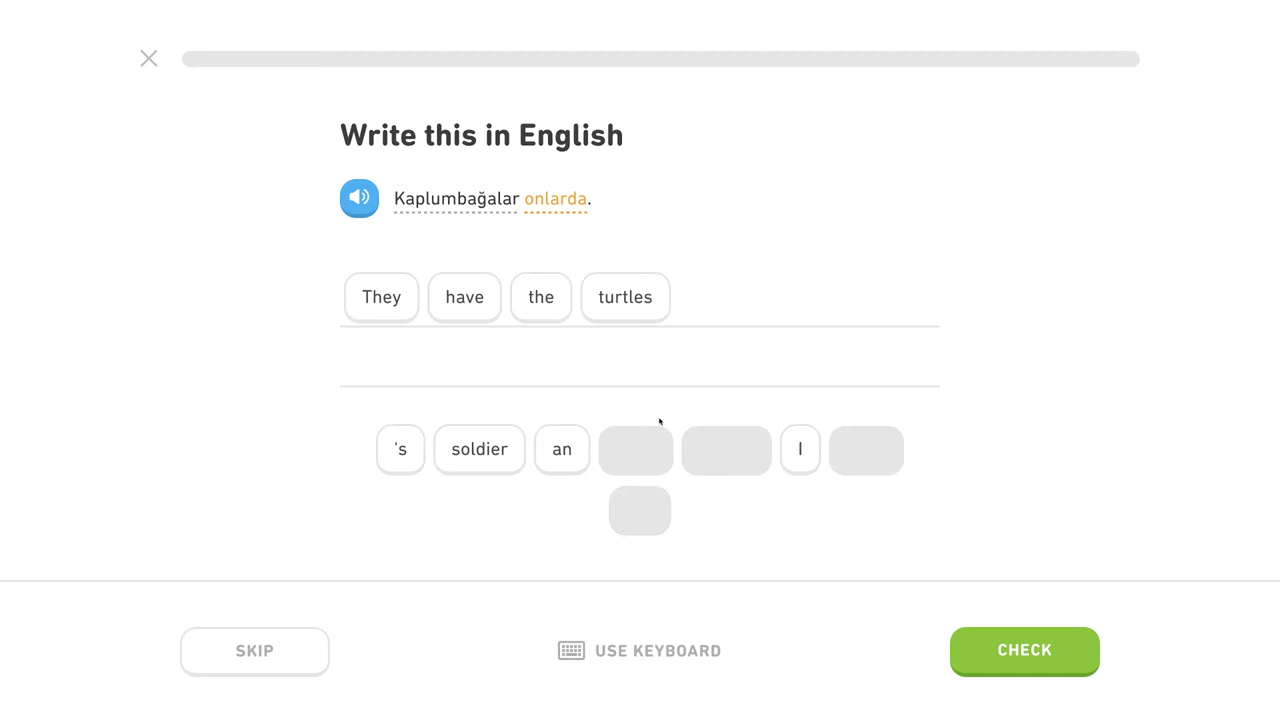 Write this in English
Kaplumbağalar onlarda.
They have the turtles
's soldier an I
SKIP USE KEYBOARD CHECK